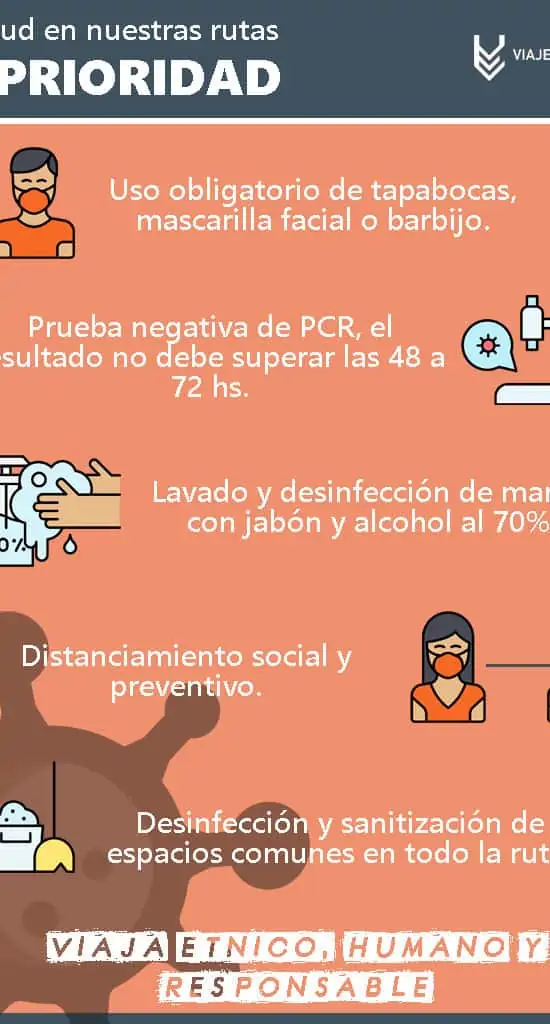 ud en nuestras rutas
PRIORIDAD
VIAJE
Uso obligatorio de tapabocas,
mascarilla facial o barbijo.
Prueba negativa de PCR, el
esultado no debe superar las 48 a
72 hs.
Lavado y desinfección de man
con jabón y alcohol al 70%
0%
Distanciamiento social y
preventivo.
Desinfección y sanitización de
espacios comunes en todo la rut
VIAJA ETNICO, HUMANO Y
RESPONSABLE